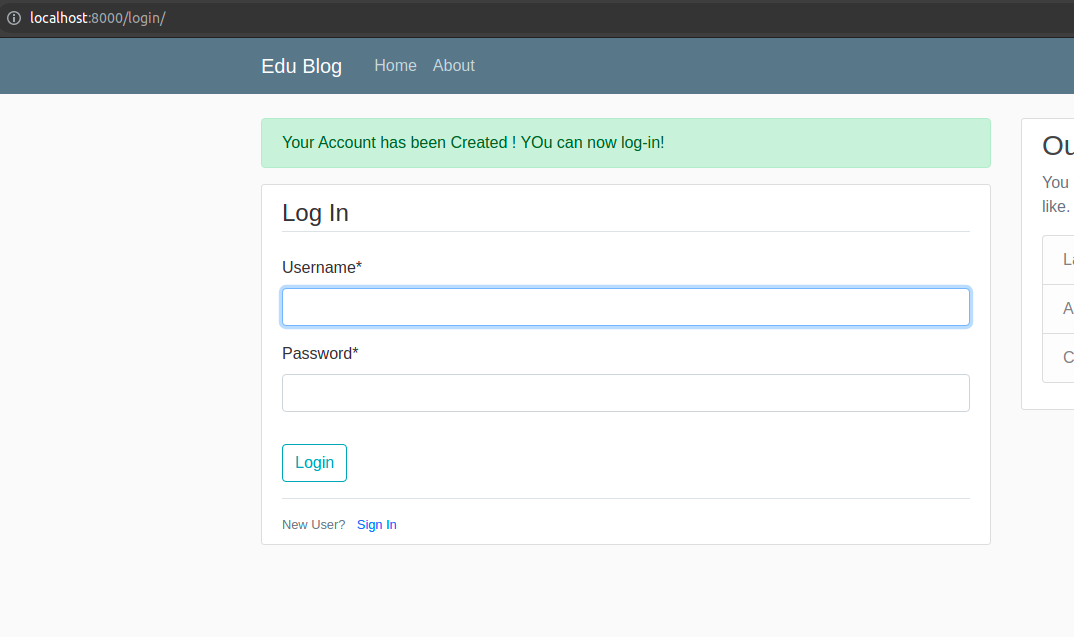 localhost:8000/login/
Edu Blog Home About
Your Account has been Created ! YOu can now log-in!
Log In
Username*
Password*
Login
New User? Sign In
You
like.